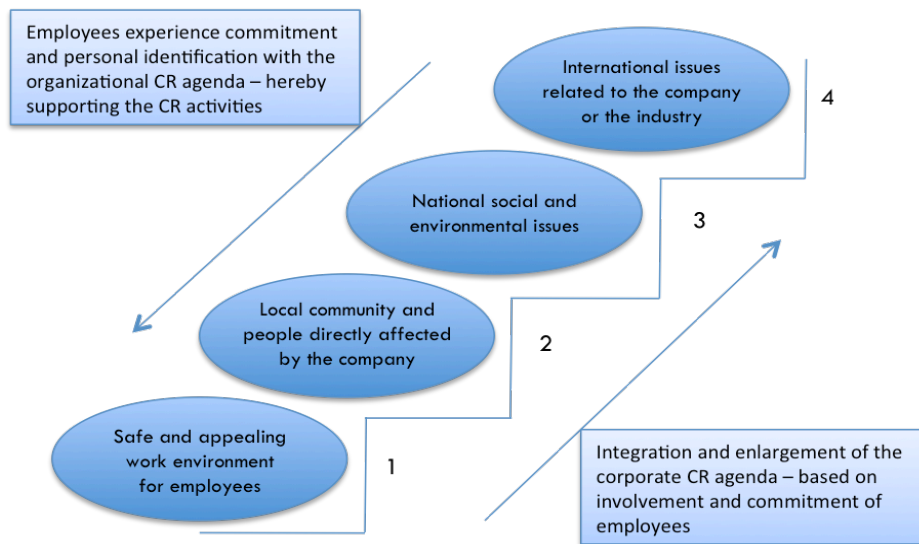 Employees experience commitment
and personal identification with the
organizational CR agenda – hereby
supporting the CR activities
International issues
related to the company
or the industry
4
National social and
environmental issues
3
Local community and
people directly affected
by the company
2
Safe and appealing
work environment
for employees
1
Integration and enlargement of the
corporate CR agenda – based on
involvement and commitment of
employees